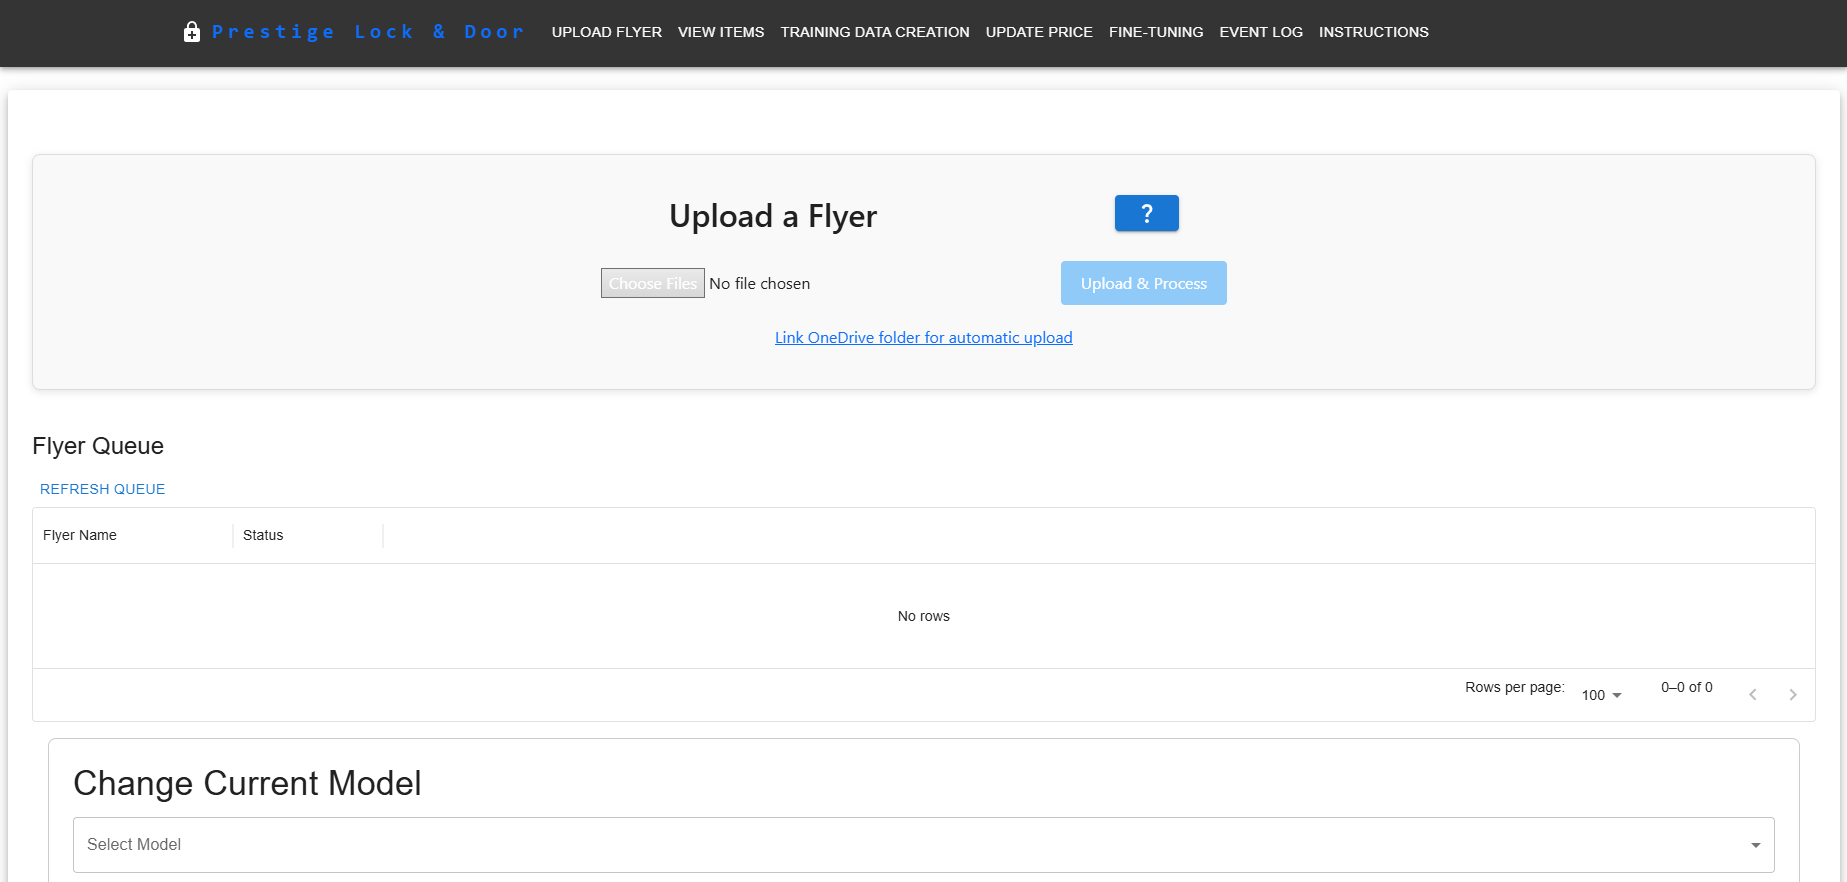 Prestige Lock & Door UPLOAD FLYER VIEW ITEMS TRAINING DATA CREATION UPDATE PRICE FINE-TUNING EVENT LOG INSTRUCTIONS
Upload a Flyer ?
Choose Files No file chosen Upload & Process
Link OneDrive folder for automatic upload
Flyer Queue
REFRESH QUEUE
Flyer Name Status
No rows
Rows per page: 100 0–0 of 0
Change Current Model
Select Model